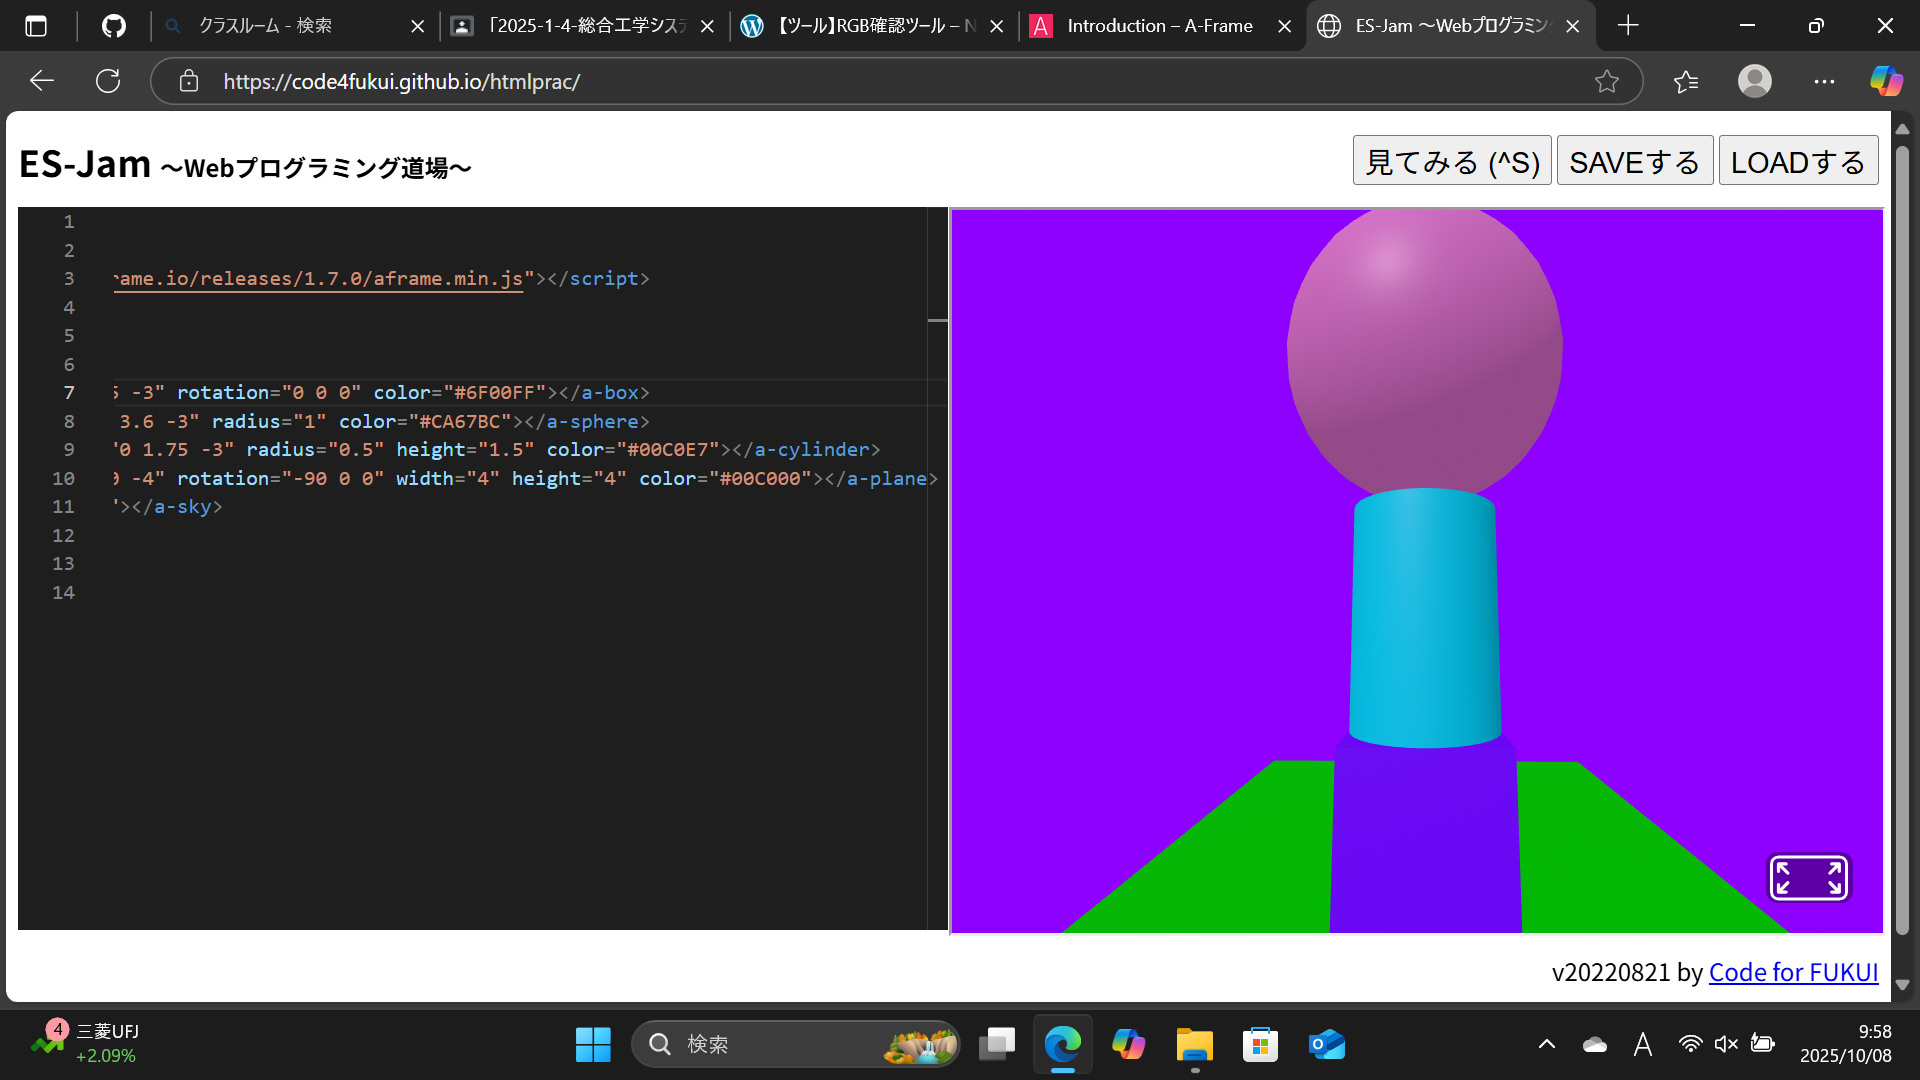 クラスルーム - 検索
「2025-1-4-総合工学シス
【ツール】RGB確認ツール – N
Introduction – A-Frame
ES-Jam ～Webプログラミン
https://code4fukui.github.io/htmlprac/
ES-Jam ～Webプログラミング道場～
見てみる (^S)
SAVEする
LOADする
1
2
3 rame.io/releases/1.7.0/aframe.min.js"></script>
4
5
6
7 5 -3" rotation="0 0 0" color="#6F00FF"></a-box>
8 3.6 -3" radius="1" color="#CA67BC"></a-sphere>
9 "0 1.75 -3" radius="0.5" height="1.5" color="#00C0E7"></a-cylinder>
10 0 -4" rotation="-90 0 0" width="4" height="4" color="#00C000"></a-plane>
11 "></a-sky>
12
13
14
v20220821 by Code for FUKUI
4
三菱UFJ
+2.09%
検索
A
9:58
2025/10/08